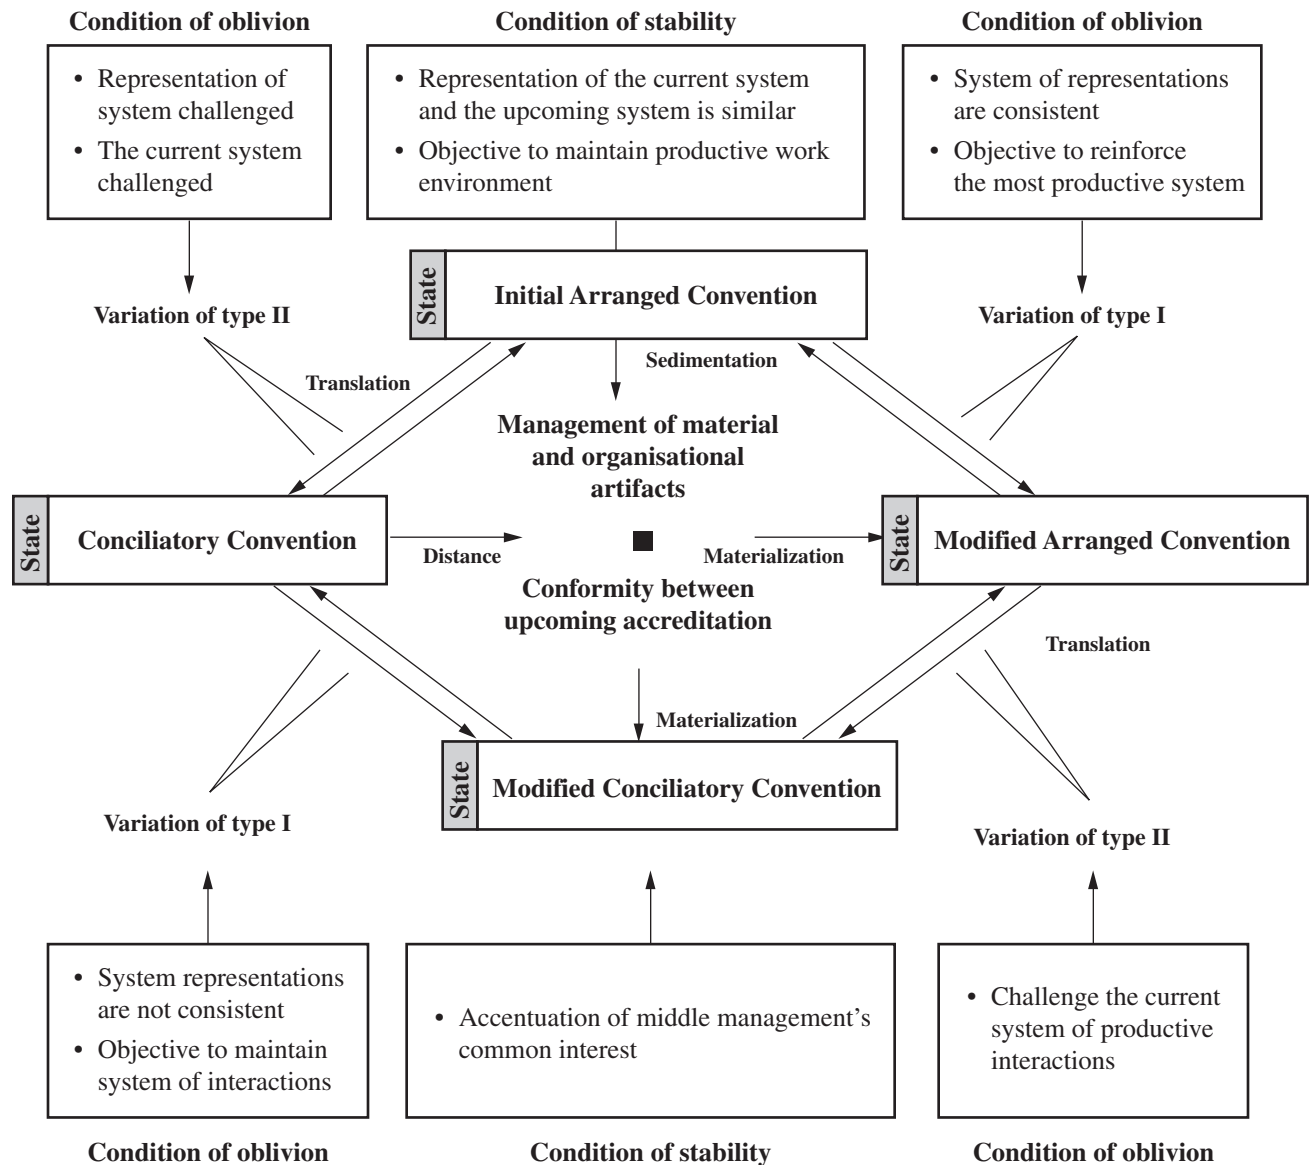 Condition of oblivion
Condition of stability
Condition of oblivion
• Representation of
system challenged
• The current system
challenged
• Representation of the current system
and the upcoming system is similar
• Objective to maintain productive work
environment
• System of representations
are consistent
• Objective to reinforce
the most productive system
Variation of type II
State
Initial Arranged Convention
Variation of type I
Translation
Sedimentation
Management of material
and organisational
artifacts
State
Conciliatory Convention
Distance
Materialization
State
Modified Arranged Convention
Conformity between
upcoming accreditation
Translation
Materialization
State
Modified Conciliatory Convention
Variation of type I
Variation of type II
• System representations
are not consistent
• Objective to maintain
system of interactions
• Accentuation of middle management’s
common interest
• Challenge the current
system of productive
interactions
Condition of oblivion
Condition of stability
Condition of oblivion